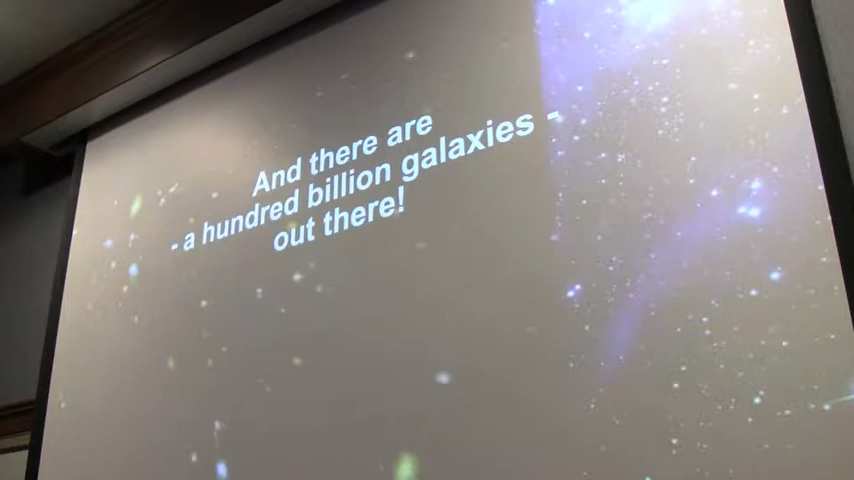 And there are
- a hundred billion galaxies -
out there!